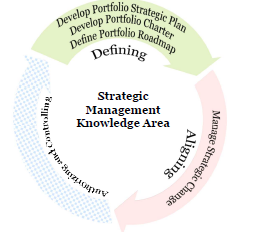 Develop Portfolio Strategic Plan
Develop Portfolio Charter
Define Portfolio Roadmap
Defining
Strategic
Management
Knowledge Area
Aligning
Manage Strategic Change
Authorizing and Controlling